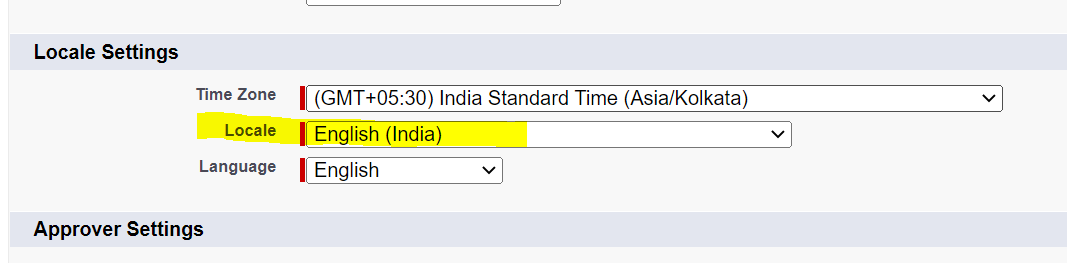 Locale Settings
Time Zone (GMT+05:30) India Standard Time (Asia/Kolkata)
Locale English (India)
Language English
Approver Settings